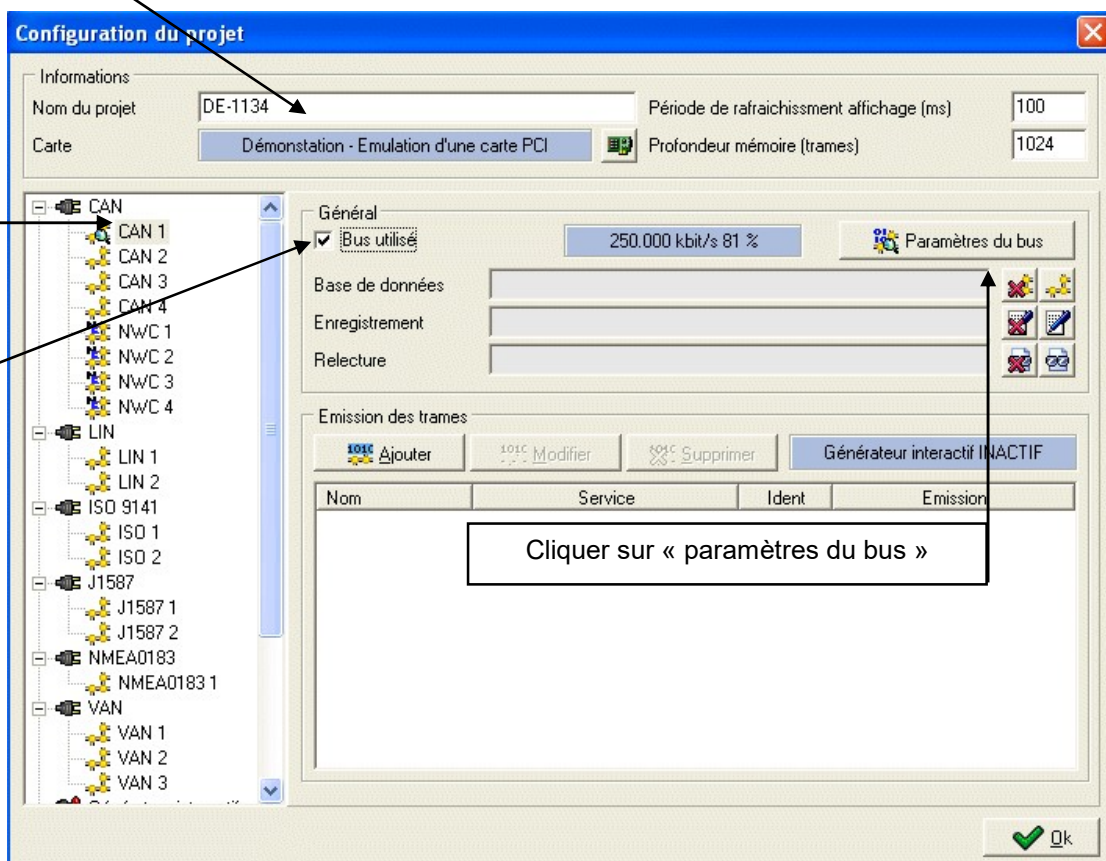 Configuration du projet
Informations
Nom du projet DE-1134 Période de rafraichissment affichage (ms) 100
Carte Démonstation - Emulation d'une carte PCI Profondeur mémoire (trames) 1024
CAN
CAN 1
CAN 2
CAN 3
CAN 4
NWC 1
NWC 2
NWC 3
NWC 4
LIN
LIN 1
LIN 2
ISO 9141
ISO 1
ISO 2
J1587
J1587 1
J1587 2
NMEA0183
NMEA0183 1
VAN
VAN 1
VAN 2
VAN 3
Général
Bus utilisé 250.000 kbit/s 81 % Paramètres du bus
Base de données
Enregistrement
Relecture
Emission des trames
Ajouter Modifier Supprimer Générateur interactif INACTIF
Nom Service Ident Emission
Cliquer sur « paramètres du bus »
Ok